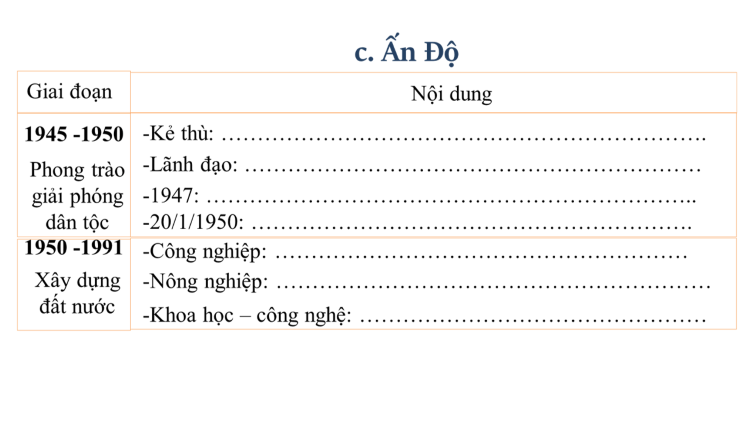 c. Ấn Độ
Giai đoạn
Nội dung
1945 -1950
Phong trào
giải phóng
dân tộc
-Kẻ thù: ……………………………………………………….
-Lãnh đạo: ……………………………………………………
-1947: ………………………………………………………..
-20/1/1950: ………………………………………………….
1950 -1991
Xây dựng
đất nước
-Công nghiệp: ………………………………………………
-Nông nghiệp: …………………………………………………
-Khoa học – công nghệ: ………………………………………